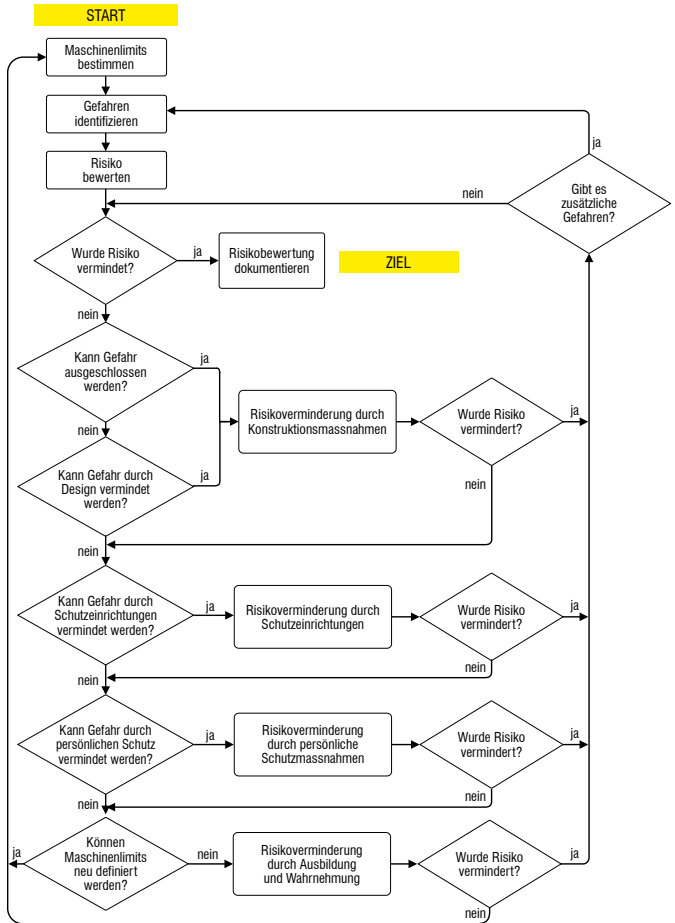 START
Maschinenlimits
bestimmen
Gefahren
identifizieren
ja
Risiko
bewerten
nein
Gibt es
zusätzliche
Gefahren?
Wurde Risiko
vermindet?
ja
Risikobewertung
dokumentieren
ZIEL
nein
Kann Gefahr
ausgeschlossen
werden?
ja
Risikoverminderung durch
Konstruktionsmassnahmen
Wurde Risiko
vermindert?
ja
nein
Kann Gefahr durch
Design vermindet
werden?
ja
nein
nein
Kann Gefahr durch
Schutzeinrichtungen
vermindet werden?
ja
Risikoverminderung durch
Schutzeinrichtungen
Wurde Risiko
vermindert?
ja
nein
nein
Kann Gefahr durch
persönlichen Schutz
vermindet werden?
ja
Risikoverminderung
durch persönliche
Schutzmassnahmen
Wurde Risiko
vermindert?
ja
nein
nein
ja
Können
Maschinenlimits
neu definiert
werden?
nein
Risikoverminderung
durch Ausbildung
und Wahrnehmung
Wurde Risiko
vermindert?
ja
nein